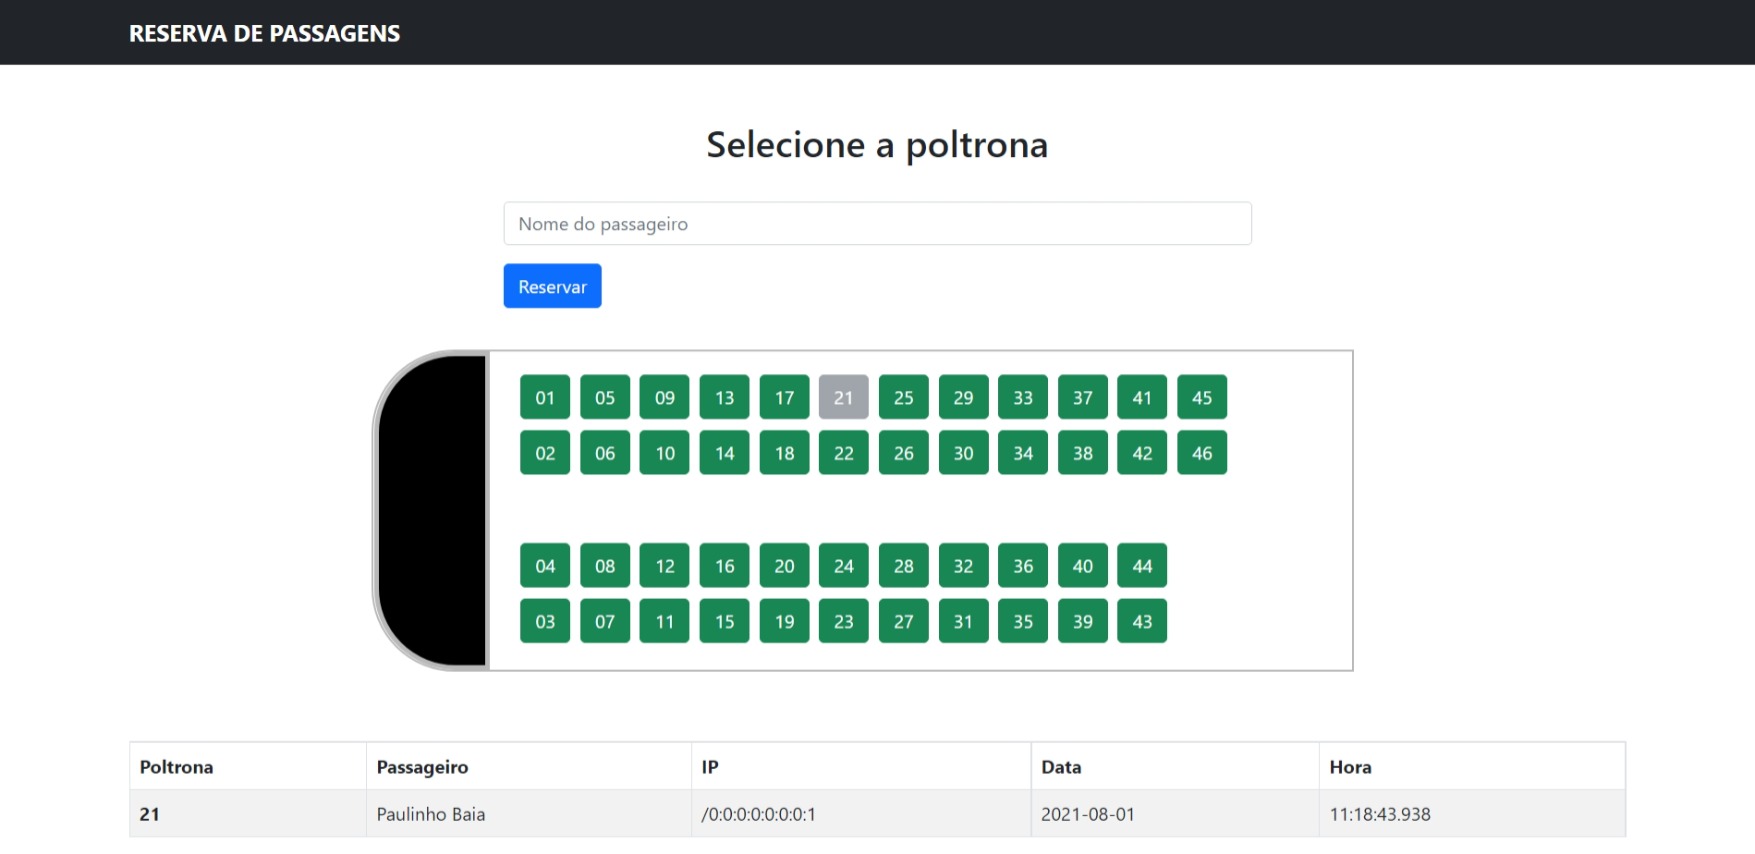 RESERVA DE PASSAGENS
Selecione a poltrona
Nome do passageiro
Reservar
01 05 09 13 17 21 25 29 33 37 41 45
02 06 10 14 18 22 26 30 34 38 42 46
04 08 12 16 20 24 28 32 36 40 44
03 07 11 15 19 23 27 31 35 39 43
Poltrona Passageiro IP Data Hora
21 Paulinho Baia /0:0:0:0:0:0:0:1 2021-08-01 11:18:43.938